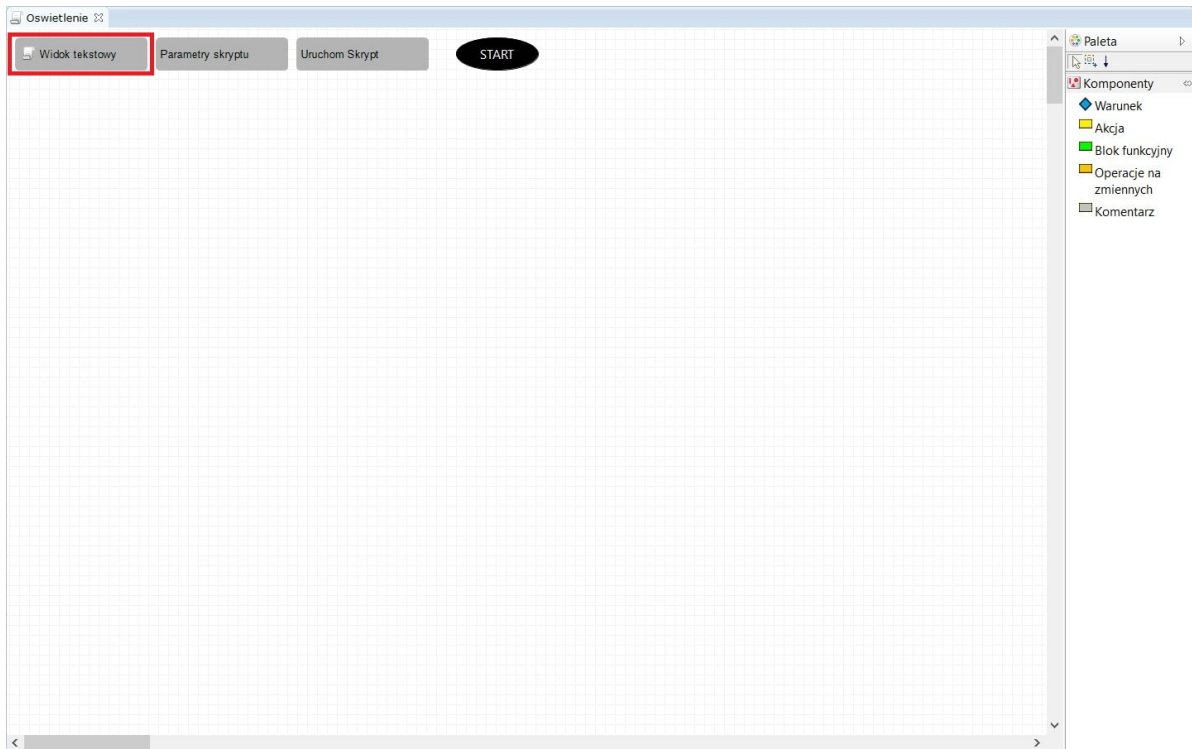 Oswietlenie
Widok tekstowy
Parametry skryptu
Uruchom Skrypt
START
Paleta
Komponenty
Warunek
Akcja
Blok funkcyjny
Operacje na
zmiennych
Komentarz